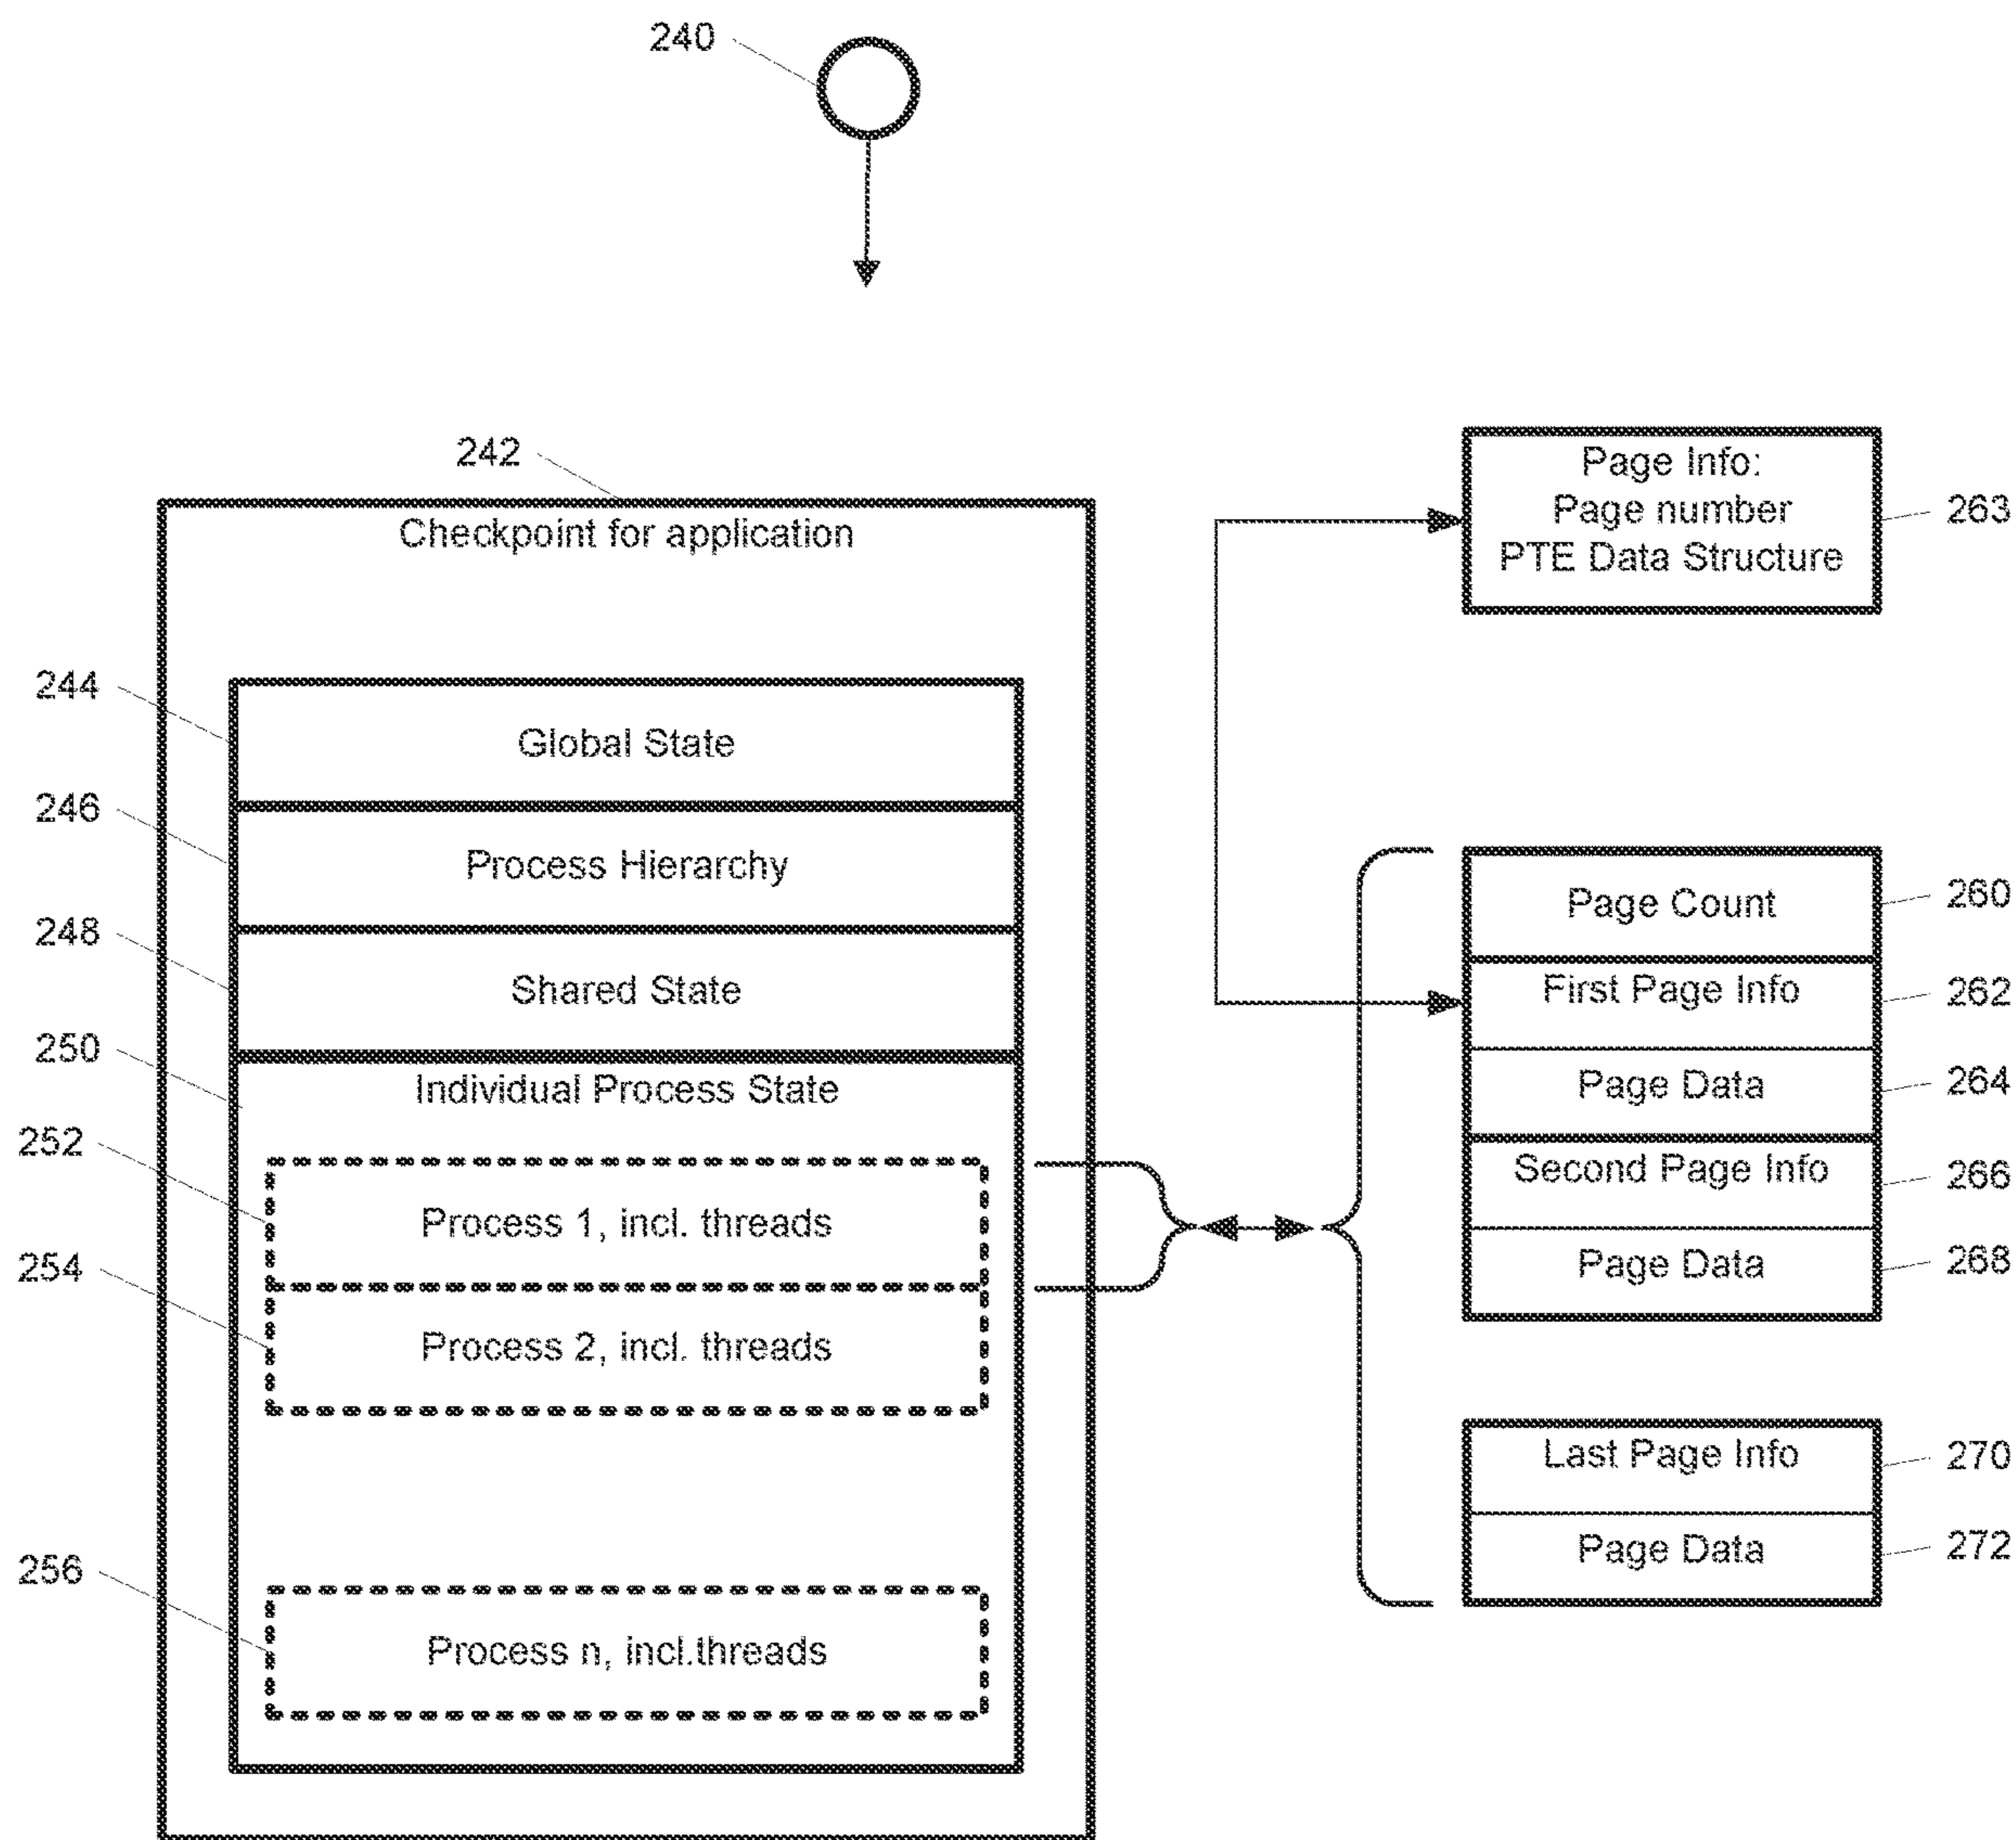 240
242
Checkpoint for application
244
Global State
246
Process Hierarchy
248
Shared State
250
Individual Process State
252
Process 1, incl. threads
254
Process 2, incl. threads
256
Process n, incl.threads
Page Info:
Page number
PTE Data Structure
263
Page Count
260
First Page Info
262
Page Data
264
Second Page Info
266
Page Data
268
Last Page Info
270
Page Data
272